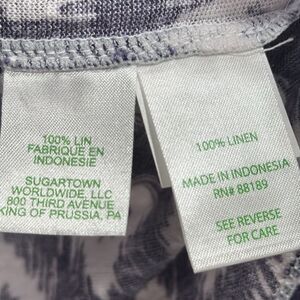 100% LIN
FABRIQUE EN
INDONESIE
SUGARTOWN
WORLDWIDE, LLC
800 THIRD AVENUE
KING OF PRUSSIA, PA
100% LINEN
MADE IN INDONESIA
RN# 88189
SEE REVERSE
FOR CARE